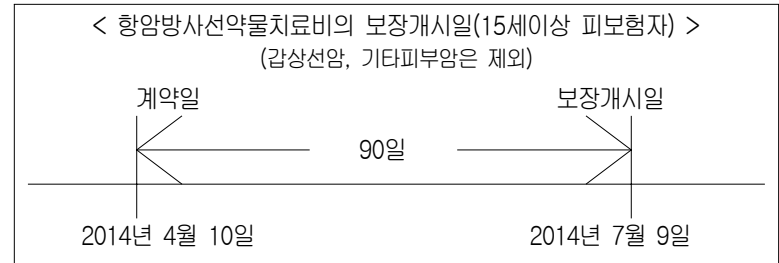 < 항암방사선약물치료비의 보장개시일(15세이상 피보험자) >
(갑상선암, 기타피부암은 제외)
계약일 보장개시일
90일
2014년 4월 10일 2014년 7월 9일